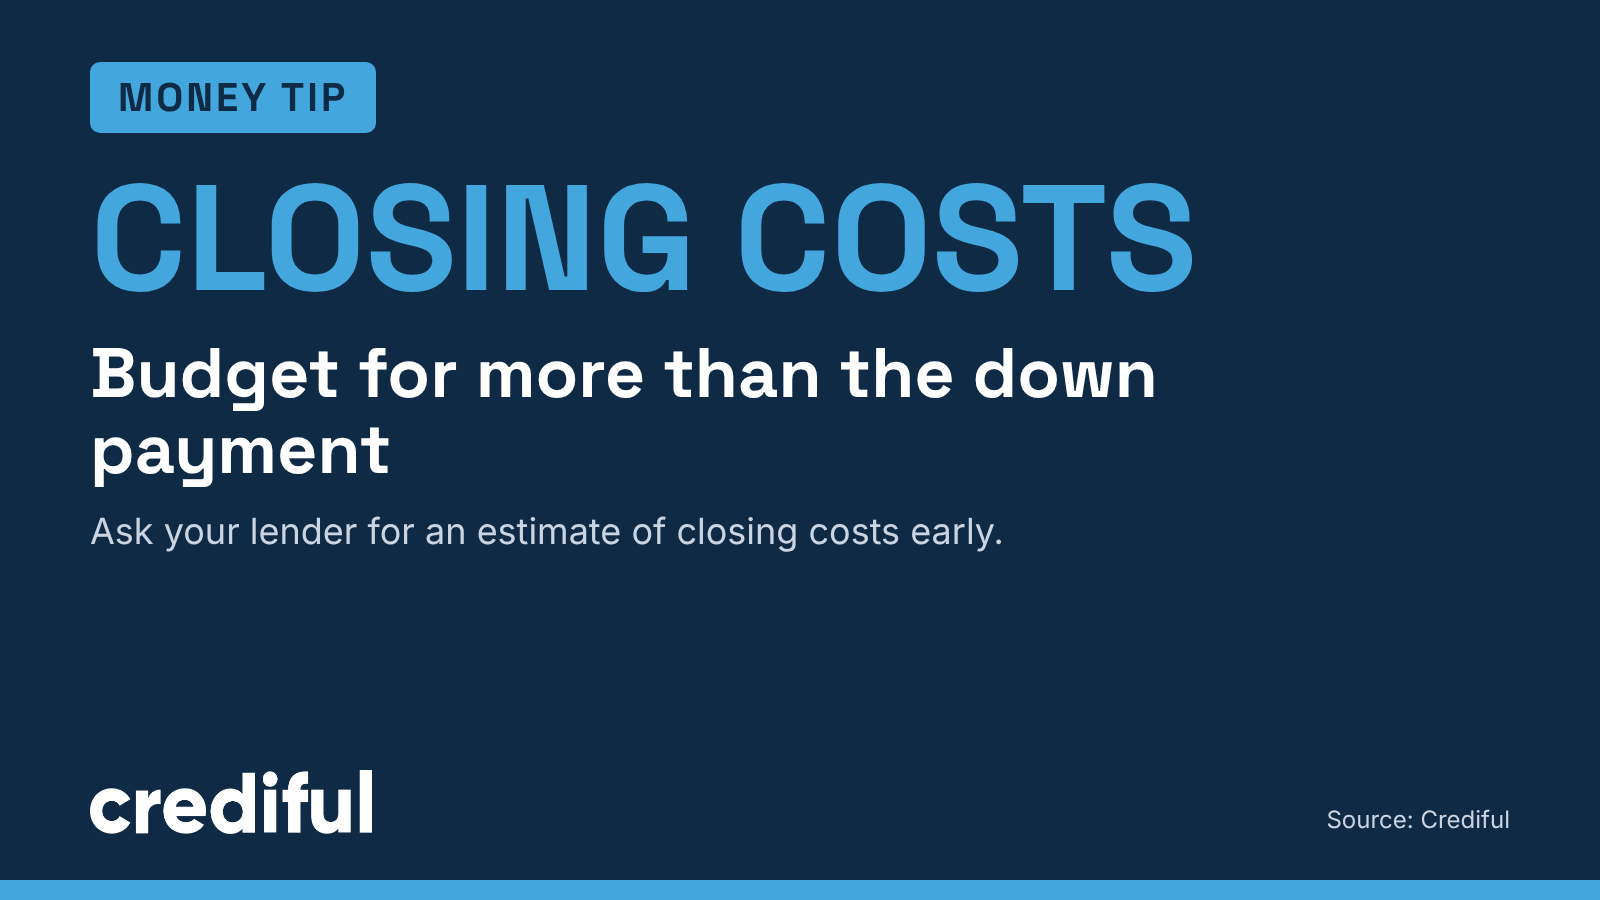 MONEY TIP
CLOSING COSTS
Budget for more than the down
payment
Ask your lender for an estimate of closing costs early.
crediful
Source: Crediful